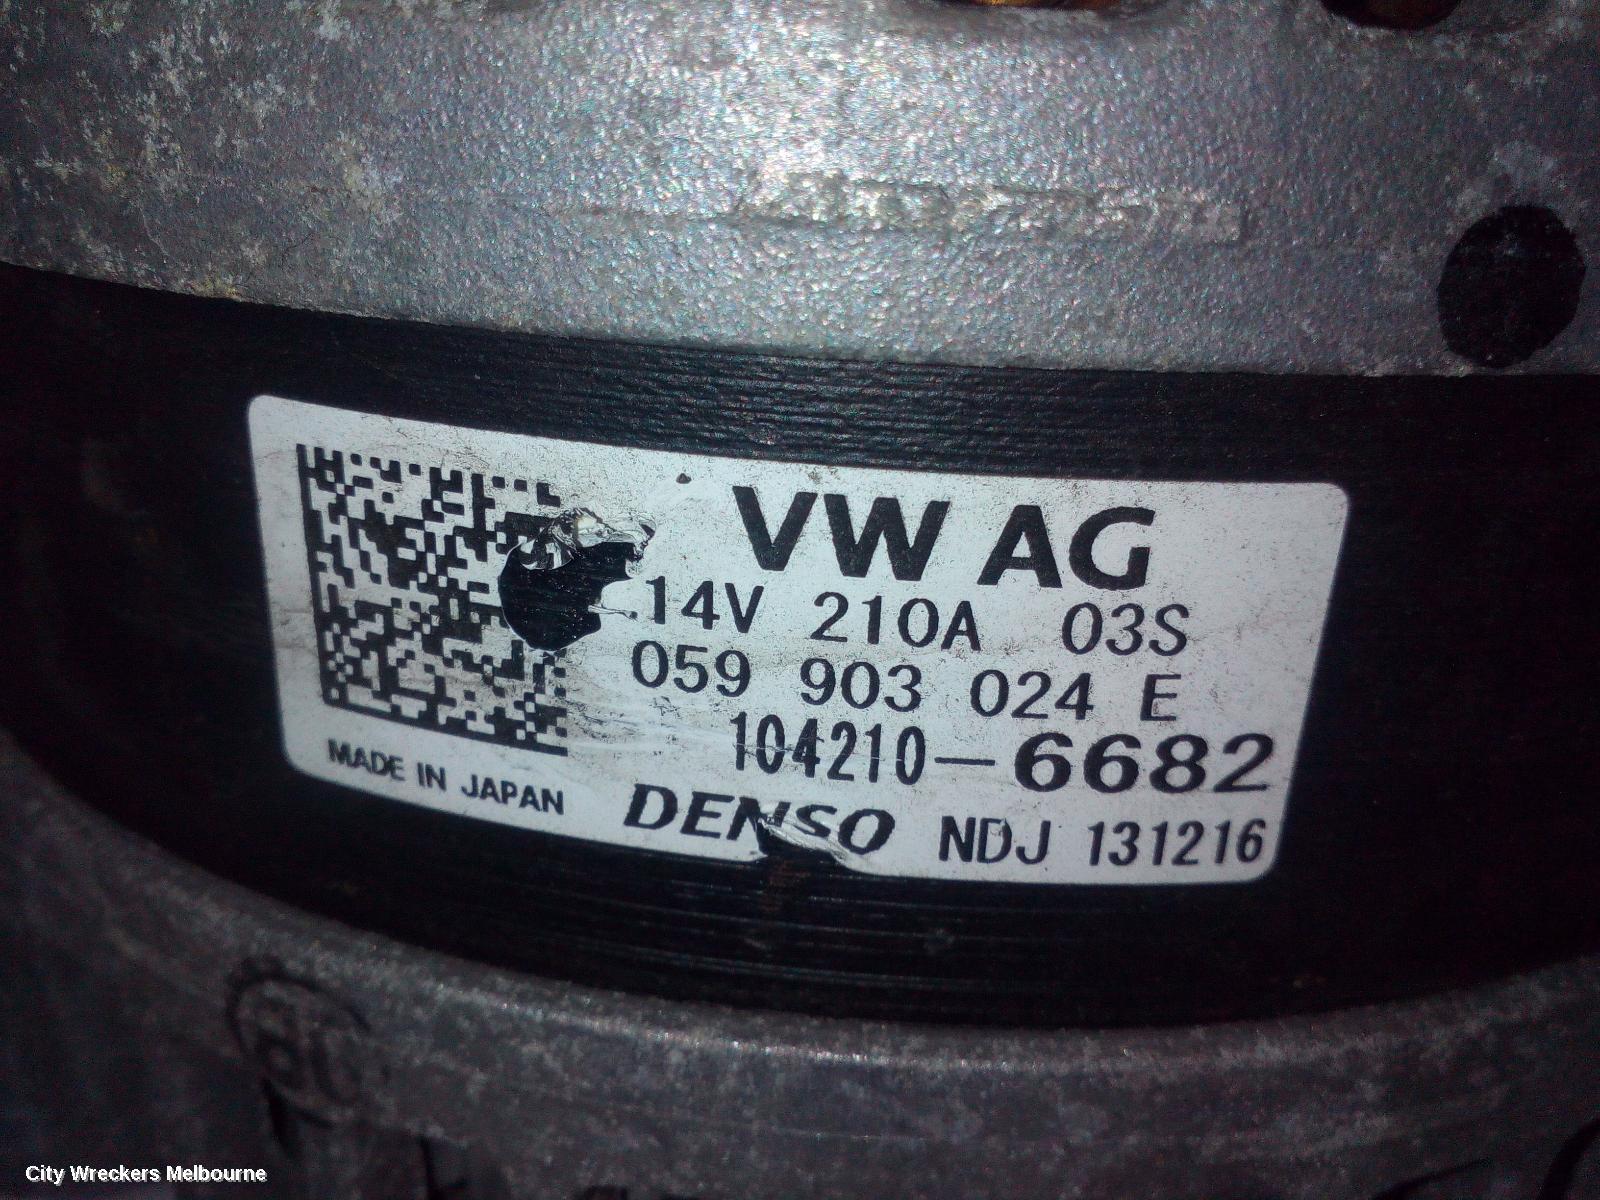 VW AG
14V 210A 03S
059 903 024 E
104210-6682
MADE IN JAPAN
DENSO NDJ 131216
City Wreckers Melbourne